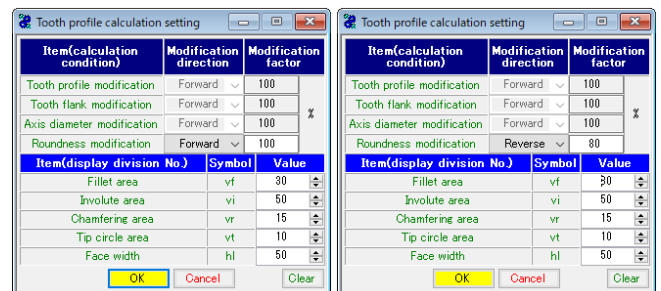 Tooth profile calculation setting
Item(calculation condition) Modification direction Modification factor
Tooth profile modification Forward 100
Tooth flank modification Forward 100
Axis diameter modification Forward 100 %
Roundness modification Forward 100
Item(display division No.) Symbol Value
Fillet area vf 30
Involute area vi 50
Chamfering area vr 15
Tip circle area vt 10
Face width hl 50
OK Cancel Clear
Tooth profile calculation setting
Item(calculation condition) Modification direction Modification factor
Tooth profile modification Forward 100
Tooth flank modification Forward 100
Axis diameter modification Forward 100 %
Roundness modification Reverse 80
Item(display division No.) Symbol Value
Fillet area vf 30
Involute area vi 50
Chamfering area vr 15
Tip circle area vt 10
Face width hl 50
OK Cancel Clear